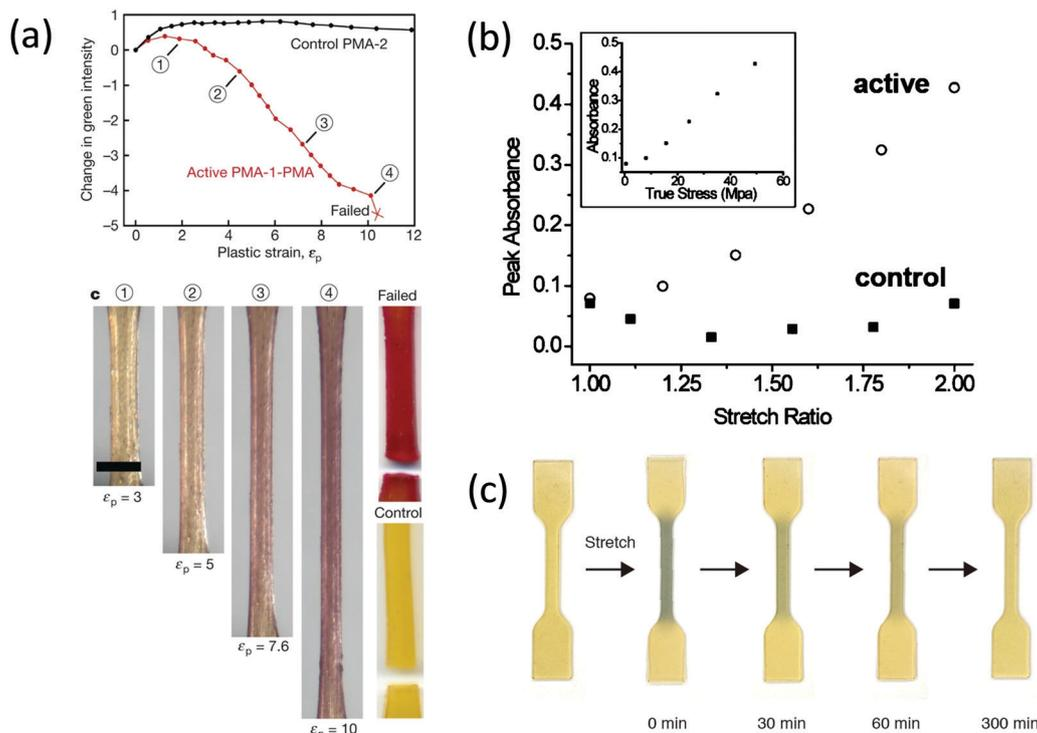 (a)
1
0
−1
−2
−3
−4
−5
Change in green intensity
Control PMA-2
①
②
③
④
Active PMA-1-PMA
Failed
0 2 4 6 8 10 12
Plastic strain, εp
c
① ② ③ ④
Failed
Control
εp = 3
εp = 5
εp = 7.6
εp = 10
(b)
0.5
0.4
0.3
0.2
0.1
0.0
Peak Absorbance
0.5
0.4
0.3
0.2
0.1
Absorbance
0 20 40 60
True Stress (Mpa)
active
control
1.00 1.25 1.50 1.75 2.00
Stretch Ratio
(c)
Stretch
0 min 30 min 60 min 300 min